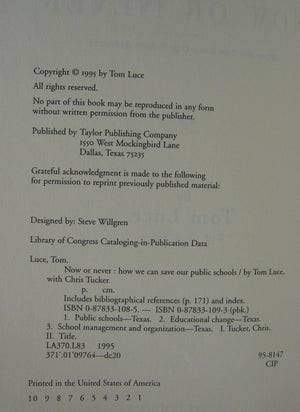 Copyright © 1995 by Tom Luce
All rights reserved.
No part of this book may be reproduced in any form
without written permission from the publisher.
Published by Taylor Publishing Company
1550 West Mockingbird Lane
Dallas, Texas 75235
Grateful acknowledgment is made to the following
for permission to reprint previously published material:
Designed by: Steve Willgren
Library of Congress Cataloging-in-Publication Data
Luce, Tom.
Now or never : how we can save our public schools / by Tom Luce,
with Chris Tucker.
p. cm.
Includes bibliographical references (p. 171) and index.
ISBN 0-87833-108-5. — ISBN 0-87833-109-3 (pbk.)
1. Public schools—Texas. 2. Educational change—Texas.
3. School management and organization—Texas. I. Tucker, Chris.
II. Title.
LA370.L83 1995
371'.01'09764—dc20 95-8147
CIP
Printed in the United States of America
10 9 8 7 6 5 4 3 2 1